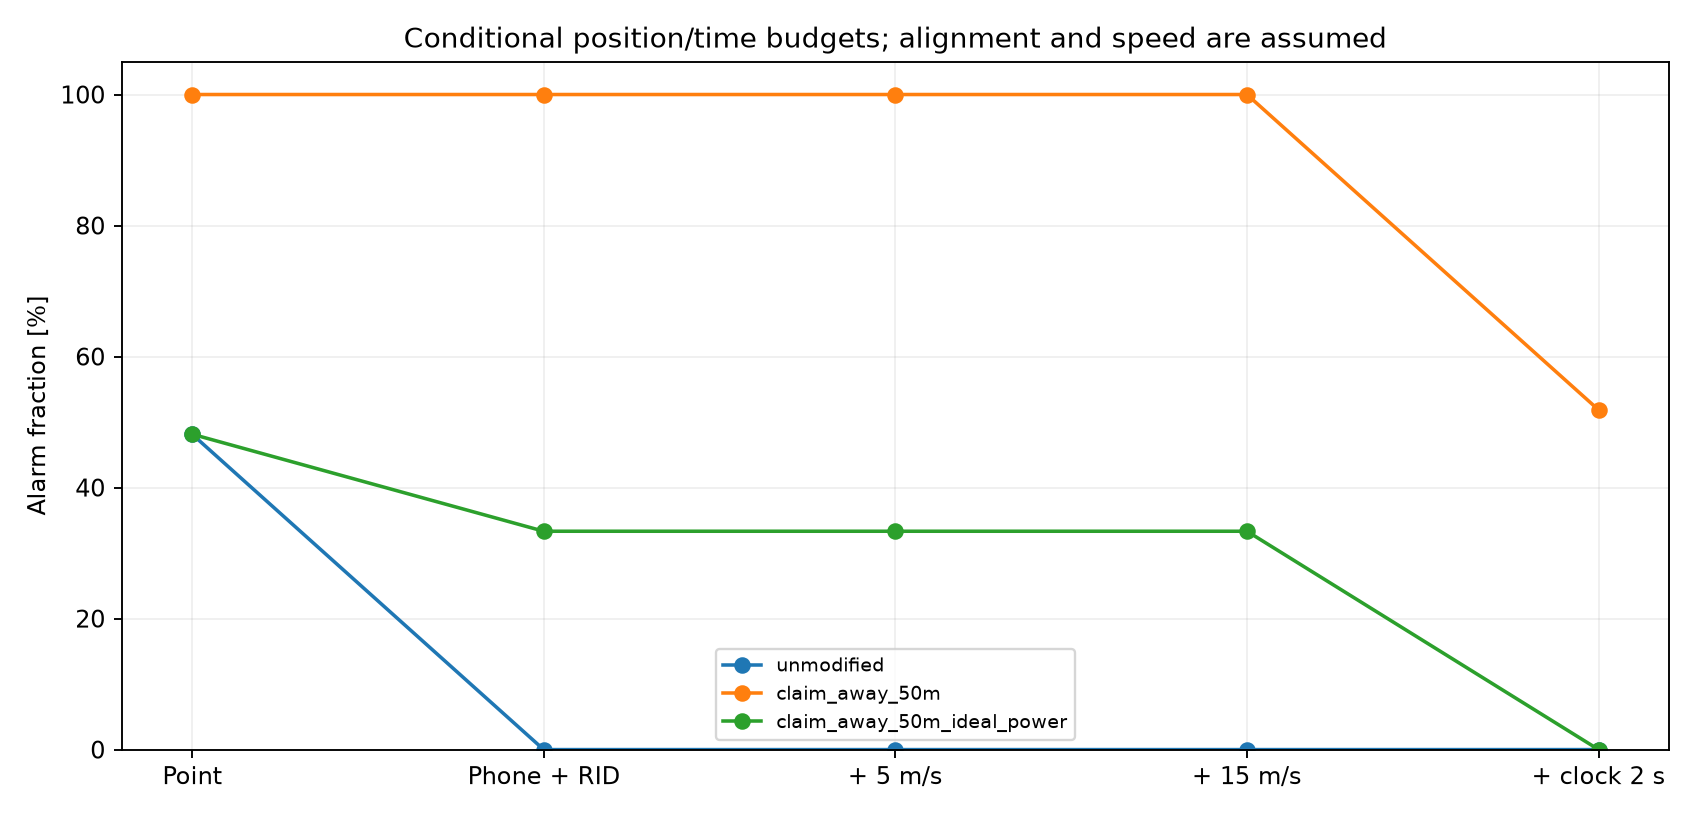 Conditional position/time budgets; alignment and speed are assumed
Alarm fraction [%]
100
80
60
40
20
0
unmodified
claim_away_50m
claim_away_50m_ideal_power
Point
Phone + RID
+ 5 m/s
+ 15 m/s
+ clock 2 s